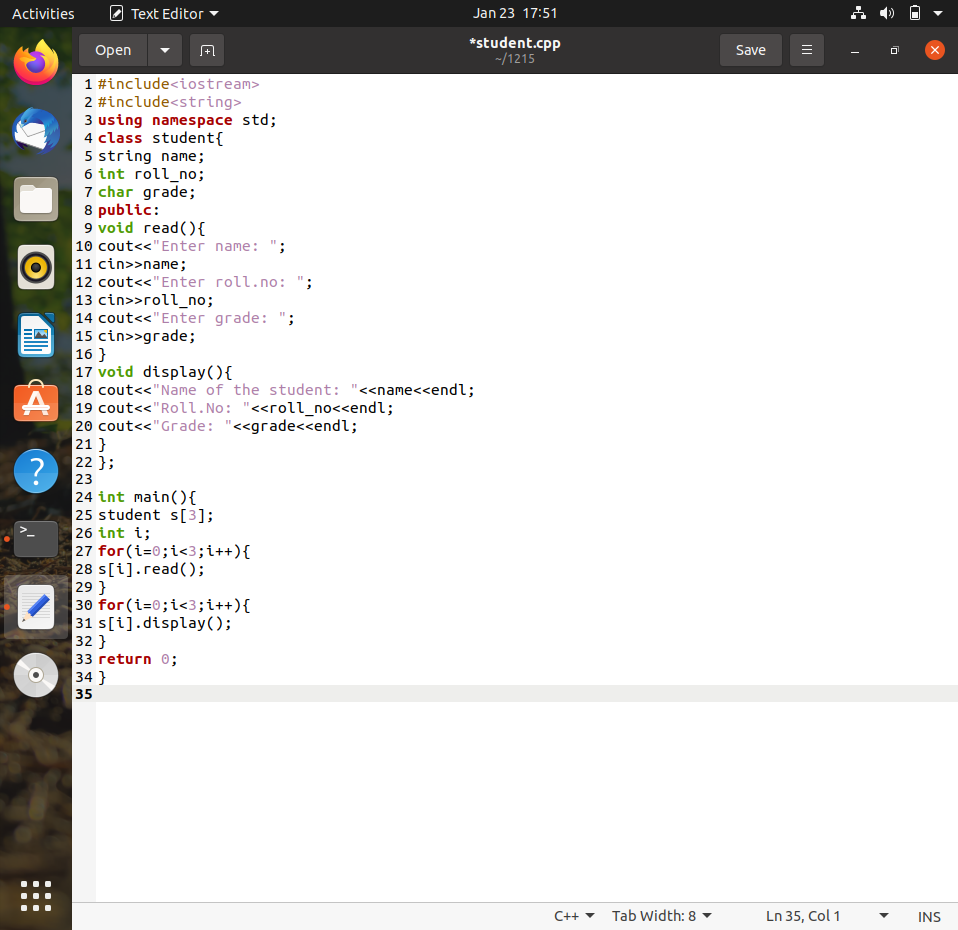 Activities Text Editor Jan 23 17:51
Open *student.cpp Save
~/1215
1 #include<iostream>
2 #include<string>
3 using namespace std;
4 class student{
5 string name;
6 int roll_no;
7 char grade;
8 public:
9 void read(){
10 cout<<"Enter name: ";
11 cin>>name;
12 cout<<"Enter roll.no: ";
13 cin>>roll_no;
14 cout<<"Enter grade: ";
15 cin>>grade;
16 }
17 void display(){
18 cout<<"Name of the student: "<<name<<endl;
19 cout<<"Roll.No: "<<roll_no<<endl;
20 cout<<"Grade: "<<grade<<endl;
21 }
22 };
23
24 int main(){
25 student s[3];
26 int i;
27 for(i=0;i<3;i++){
28 s[i].read();
29 }
30 for(i=0;i<3;i++){
31 s[i].display();
32 }
33 return 0;
34 }
35
C++ Tab Width: 8 Ln 35, Col 1 INS